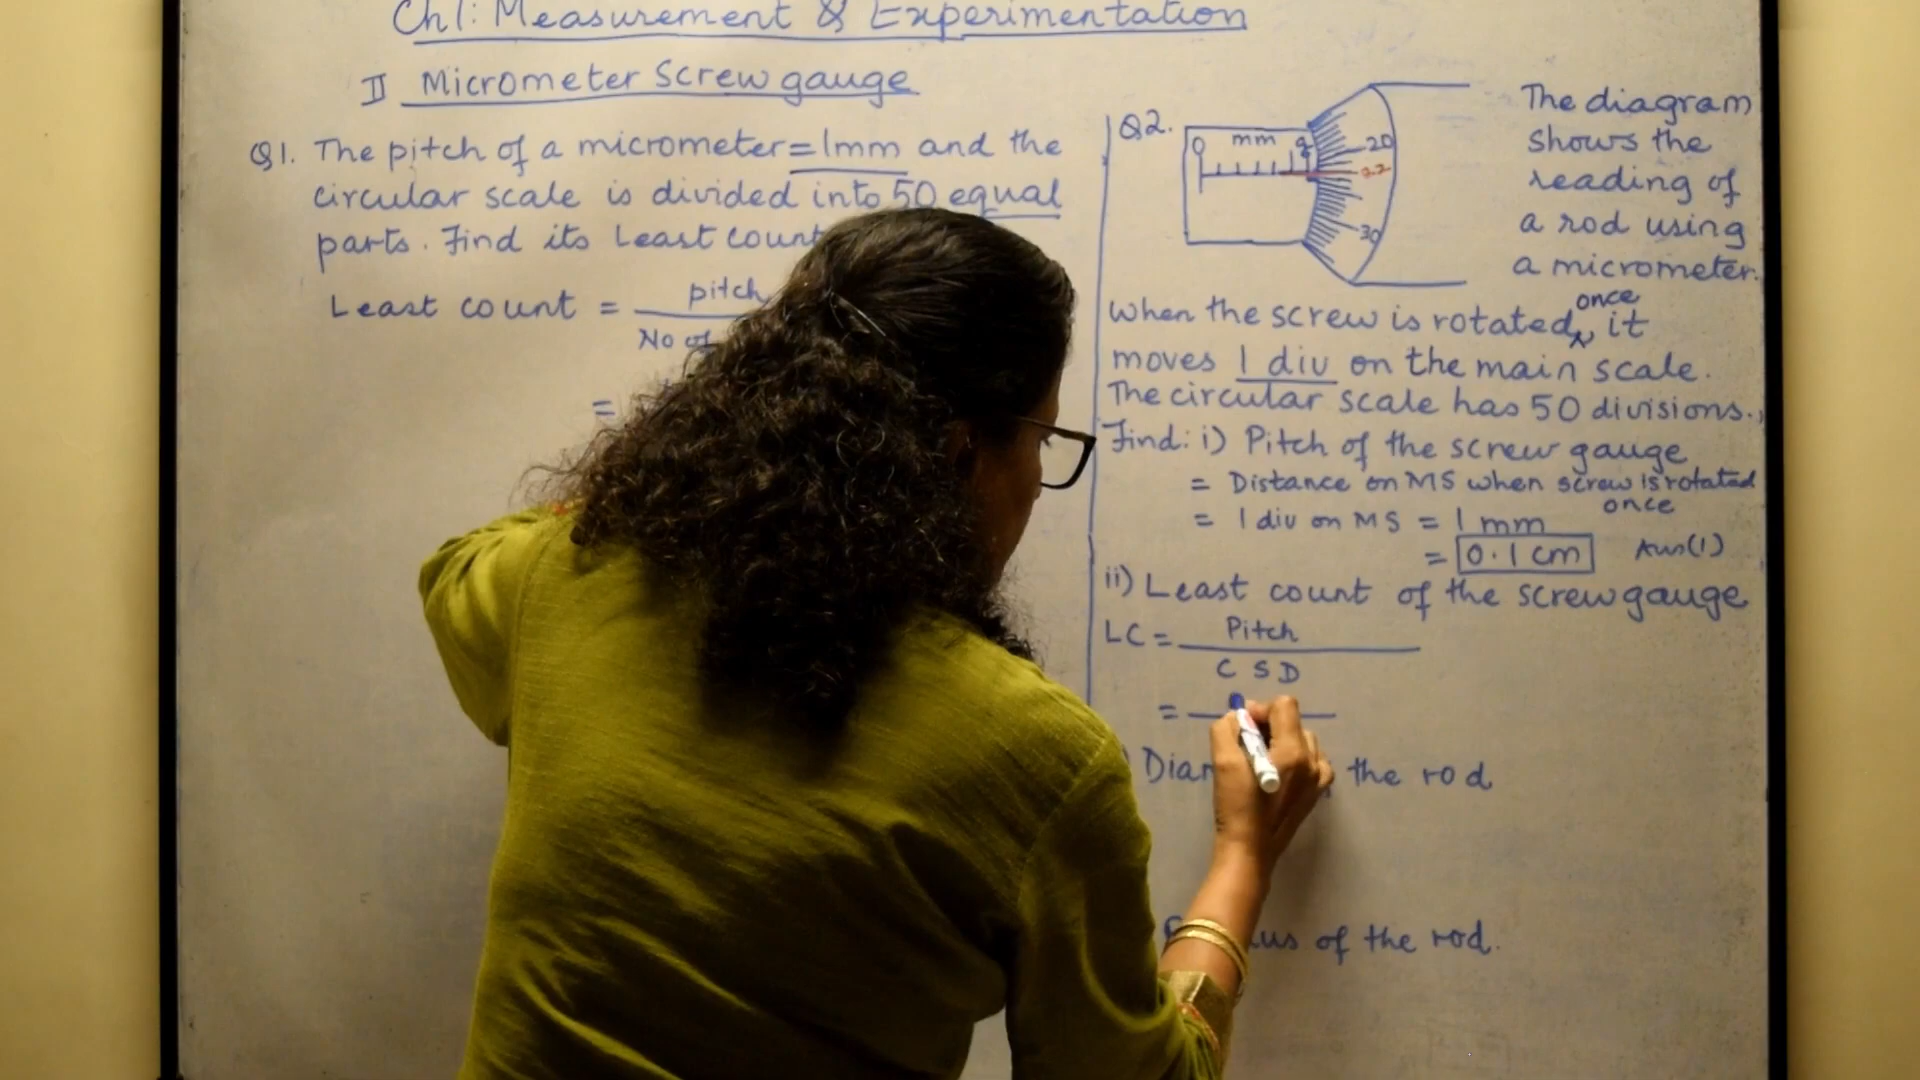 Ch1: Measurement & Experimentation
II Micrometer Screw gauge
Q1. The pitch of a micrometer = 1mm and the
circular scale is divided into 50 equal
parts. Find its Least count
Least count = pitch
No of
=
Q2.
0 mm
20
22
30
The diagram
shows the
reading of
a rod using
a micrometer.
When the screw is rotated once it
moves 1 div on the main scale.
The circular scale has 50 divisions.
Find: i) Pitch of the screw gauge
= Distance on MS when screw is rotated
once
= 1 div on MS = 1 mm
= 0.1 cm Ans(1)
ii) Least count of the screw gauge
LC = Pitch
C S D
=
the rod
of the rod.